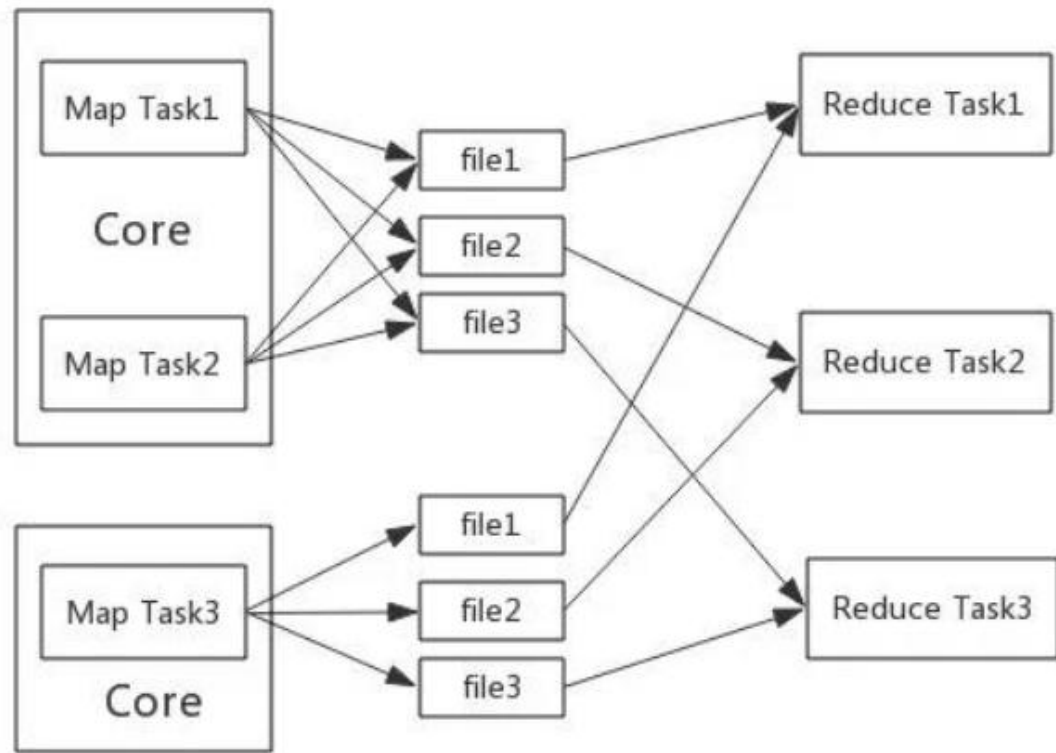 Map Task1
Core
Map Task2
file1
file2
file3
Reduce Task1
Reduce Task2
Map Task3
Core
file1
file2
file3
Reduce Task3